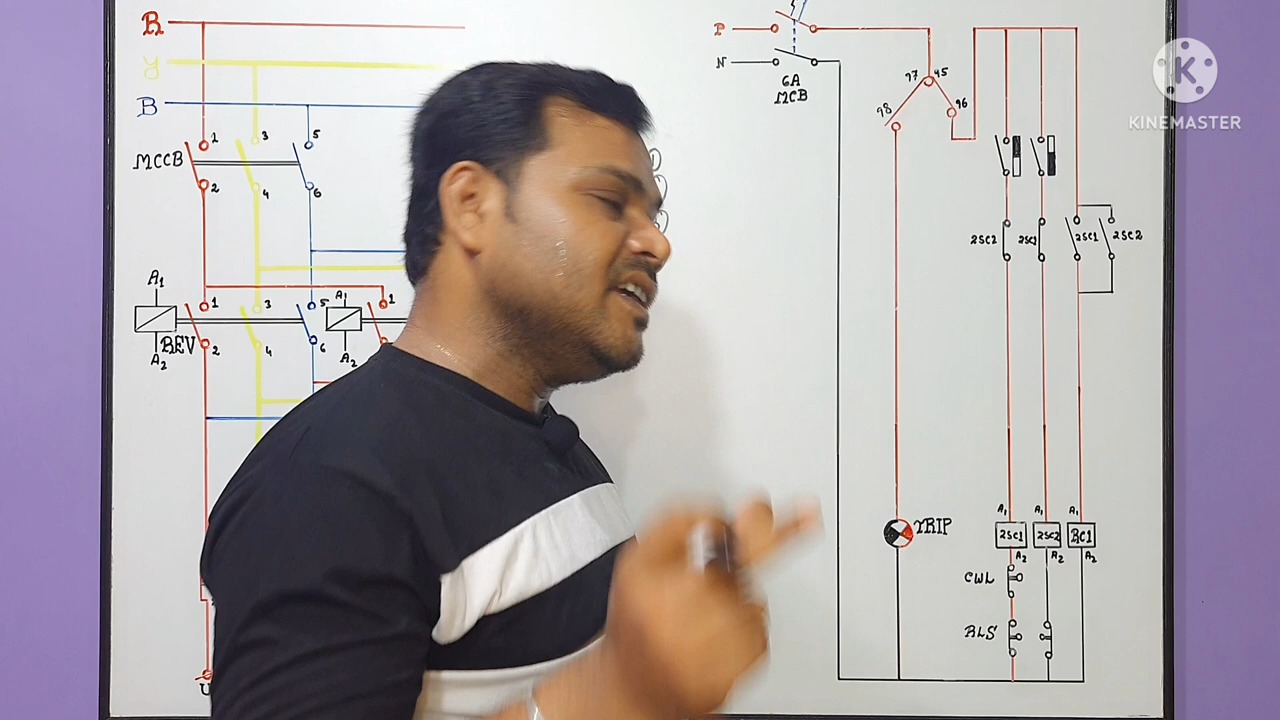 R
Y
B
MCCB
1 3 5
2 4 6
A1
REV
A2
1 3 5
2 4 6
A1
A2
1
P
N
6A
MCB
97 95
98 96
KINEMASTER
2SC2 2SC1 2SC1 2SC2
TRIP
A1 A1 A1
2SC1 2SC2 RC1
A2 A2 A2
CWL
RLS